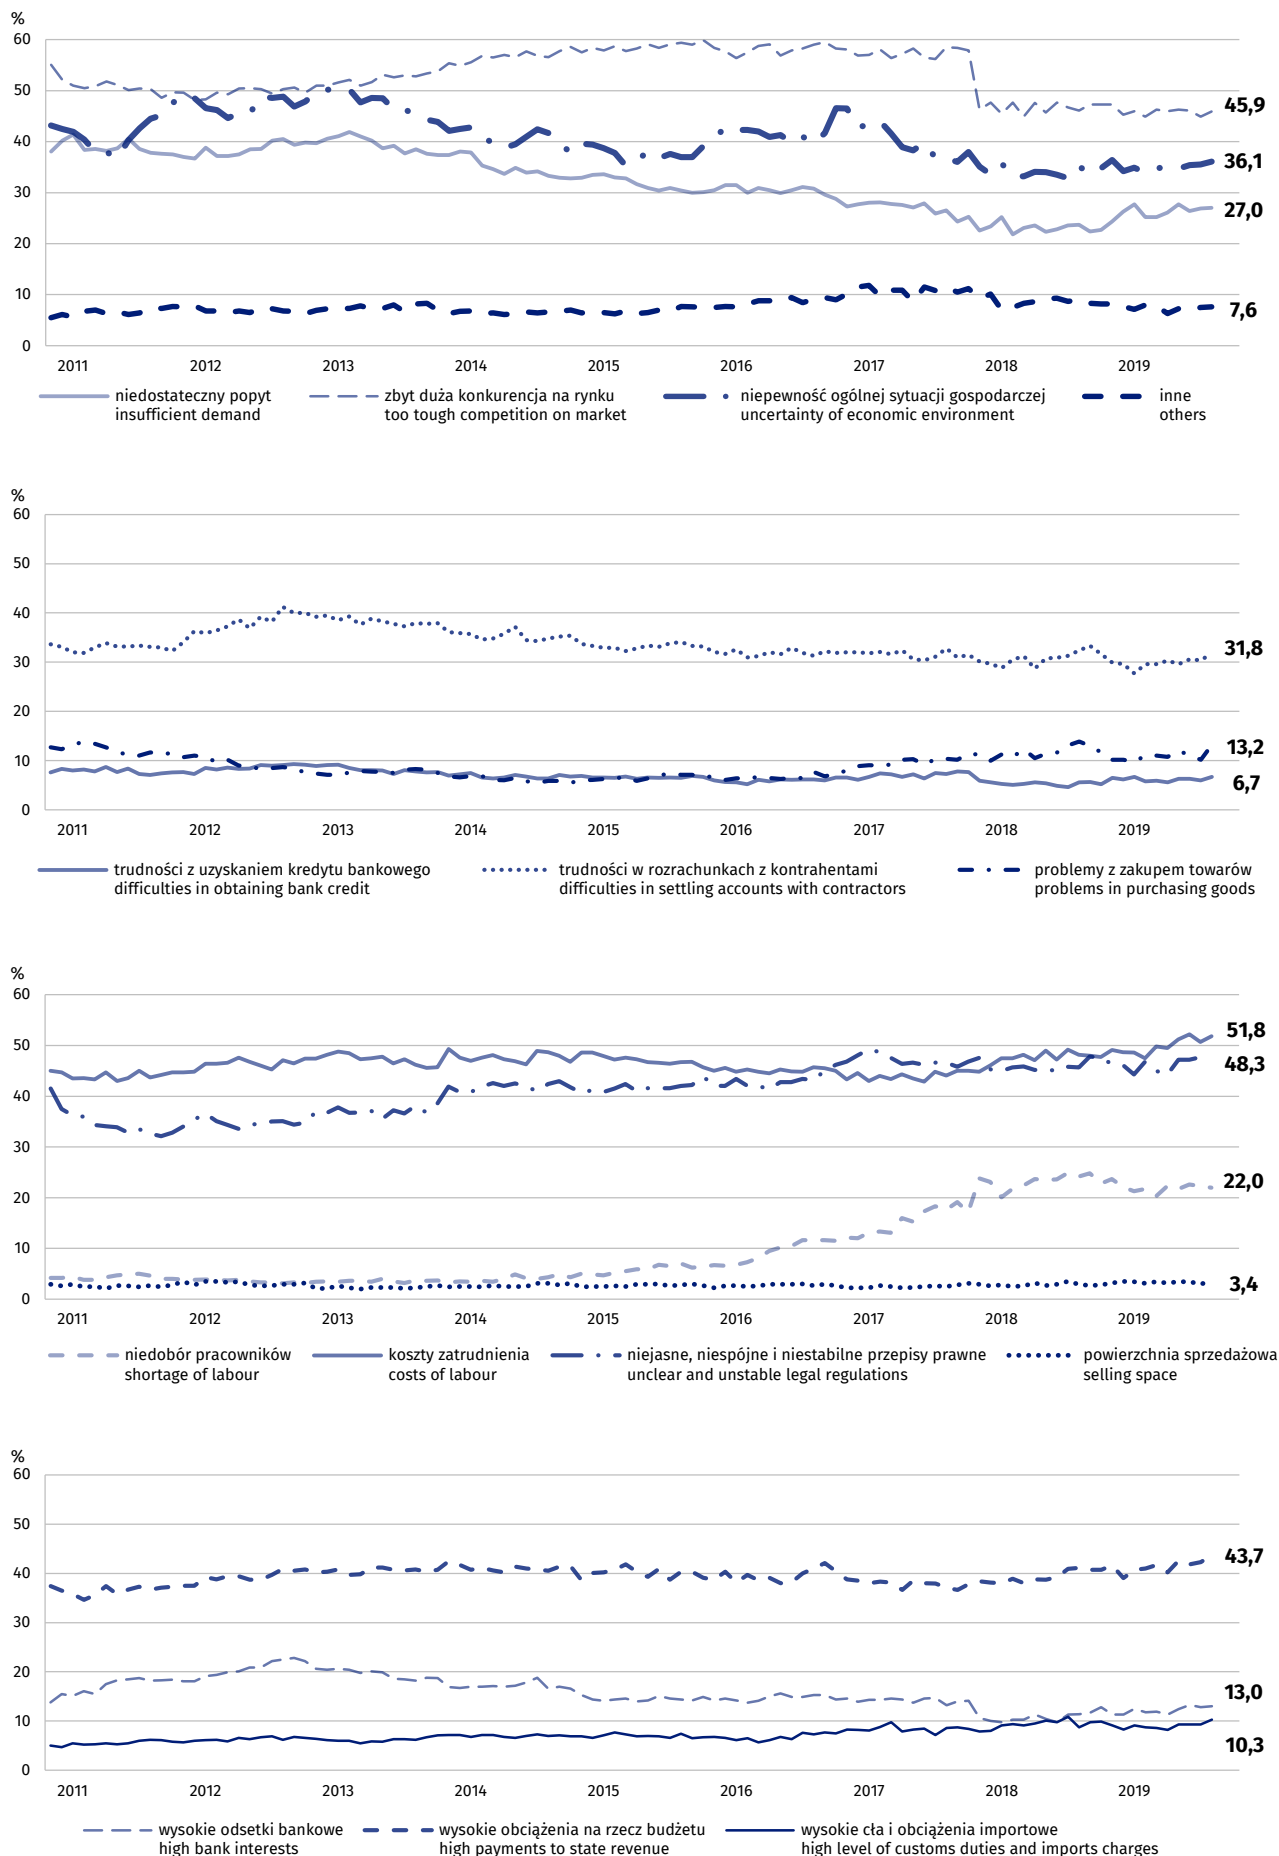 %
60
50
40
30
20
10
0
45,9
36,1
27,0
7,6
2011 2012 2013 2014 2015 2016 2017 2018 2019
niedostateczny popyt
insufficient demand
zbyt duża konkurencja na rynku
too tough competition on market
niepewność ogólnej sytuacji gospodarczej
uncertainty of economic environment
inne
others
%
60
50
40
30
20
10
0
31,8
13,2
6,7
2011 2012 2013 2014 2015 2016 2017 2018 2019
trudności z uzyskaniem kredytu bankowego
difficulties in obtaining bank credit
trudności w rozrachunkach z kontrahentami
difficulties in settling accounts with contractors
problemy z zakupem towarów
problems in purchasing goods
%
60
50
40
30
20
10
0
51,8
48,3
22,0
3,4
2011 2012 2013 2014 2015 2016 2017 2018 2019
niedobór pracowników
shortage of labour
koszty zatrudnienia
costs of labour
niejasne, niespójne i niestabilne przepisy prawne
unclear and unstable legal regulations
powierzchnia sprzedażowa
selling space
%
60
50
40
30
20
10
0
43,7
13,0
10,3
2011 2012 2013 2014 2015 2016 2017 2018 2019
wysokie odsetki bankowe
high bank interests
wysokie obciążenia na rzecz budżetu
high payments to state revenue
wysokie cła i obciążenia importowe
high level of customs duties and imports charges